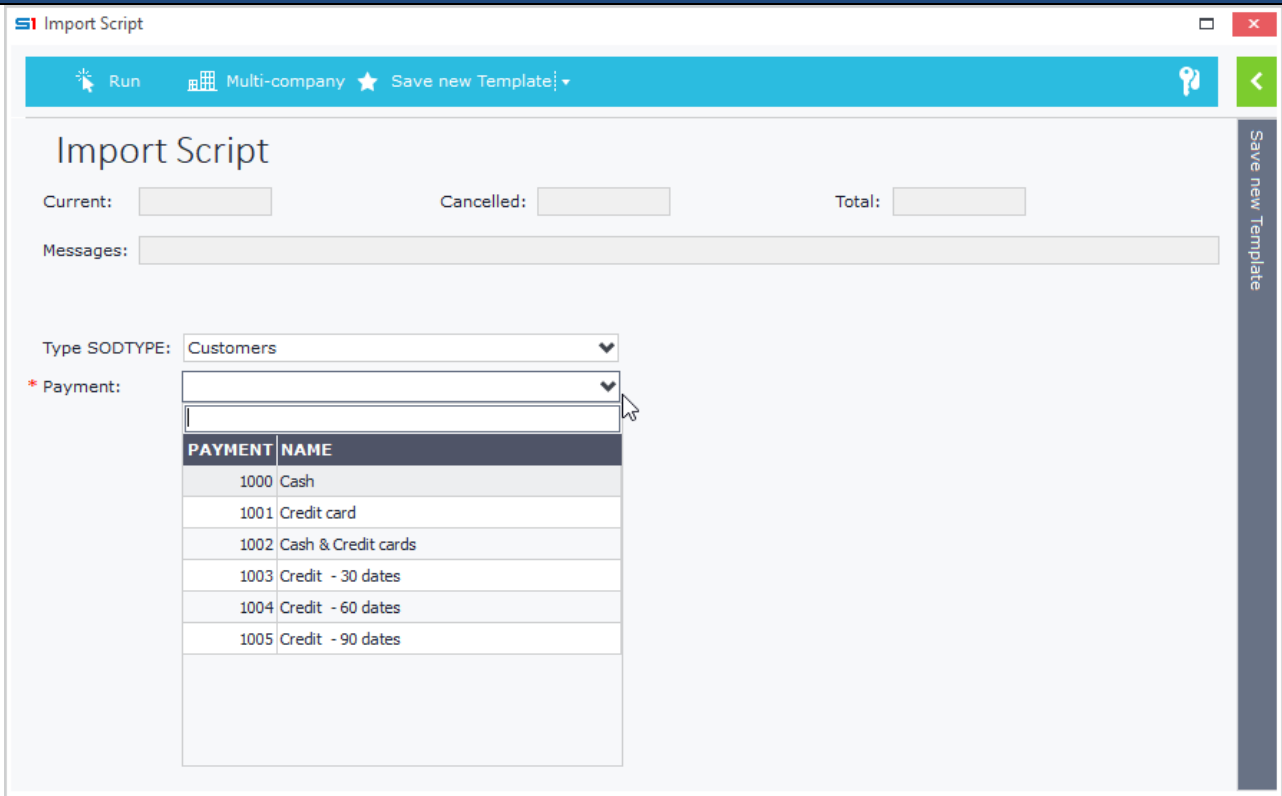 S1 Import Script
Run Multi-company Save new Template
Import Script
Current: Cancelled: Total:
Messages:
Type SODTYPE: Customers
* Payment:
PAYMENT NAME
1000 Cash
1001 Credit card
1002 Cash & Credit cards
1003 Credit - 30 dates
1004 Credit - 60 dates
1005 Credit - 90 dates
Save new Template